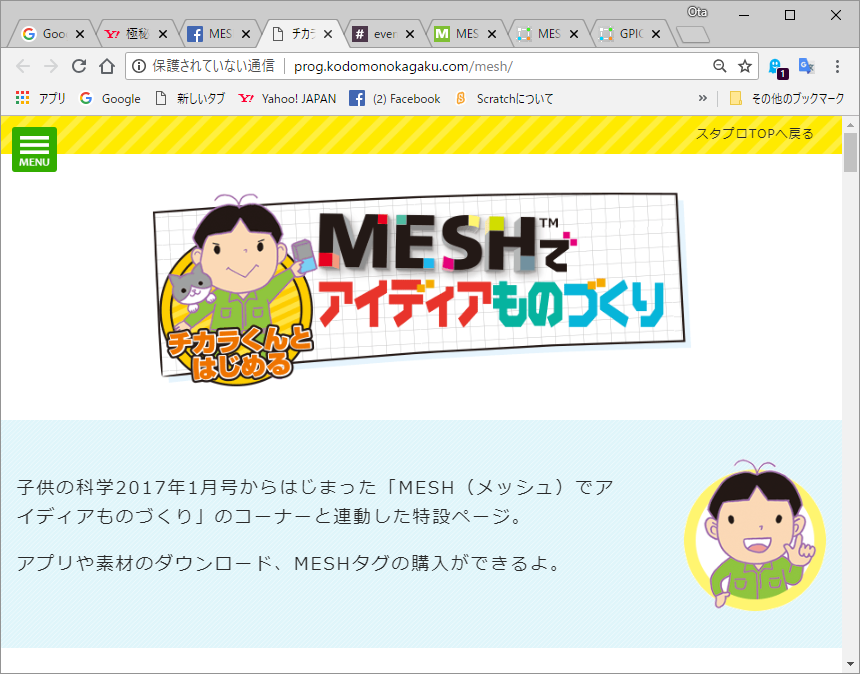 Ota
Goo
極秘
MES
チカラ
ever
MES
MES
GPIO
保護されていない通信
prog.kodomonokagaku.com/mesh/
1
アプリ
Google
新しいタブ
Yahoo! JAPAN
(2) Facebook
Scratchについて
»
その他のブックマーク
MENU
スタプロTOPへ戻る
MESH™で
アイディアものづくり
チカラくんと
はじめる
子供の科学2017年1月号からはじまった「MESH（メッシュ）でア
イディアものづくり」のコーナーと連動した特設ページ。
アプリや素材のダウンロード、MESHタグの購入ができるよ。